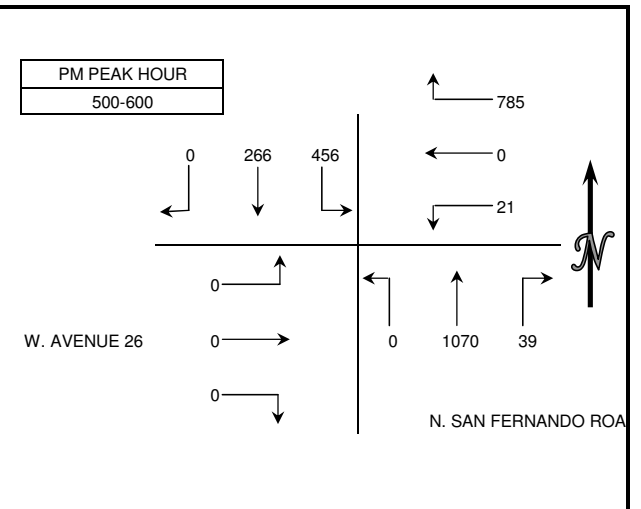 PM PEAK HOUR
500-600
785
0 266 456
0
21
0
W. AVENUE 26 0
0 1070 39
0
N. SAN FERNANDO ROA
N